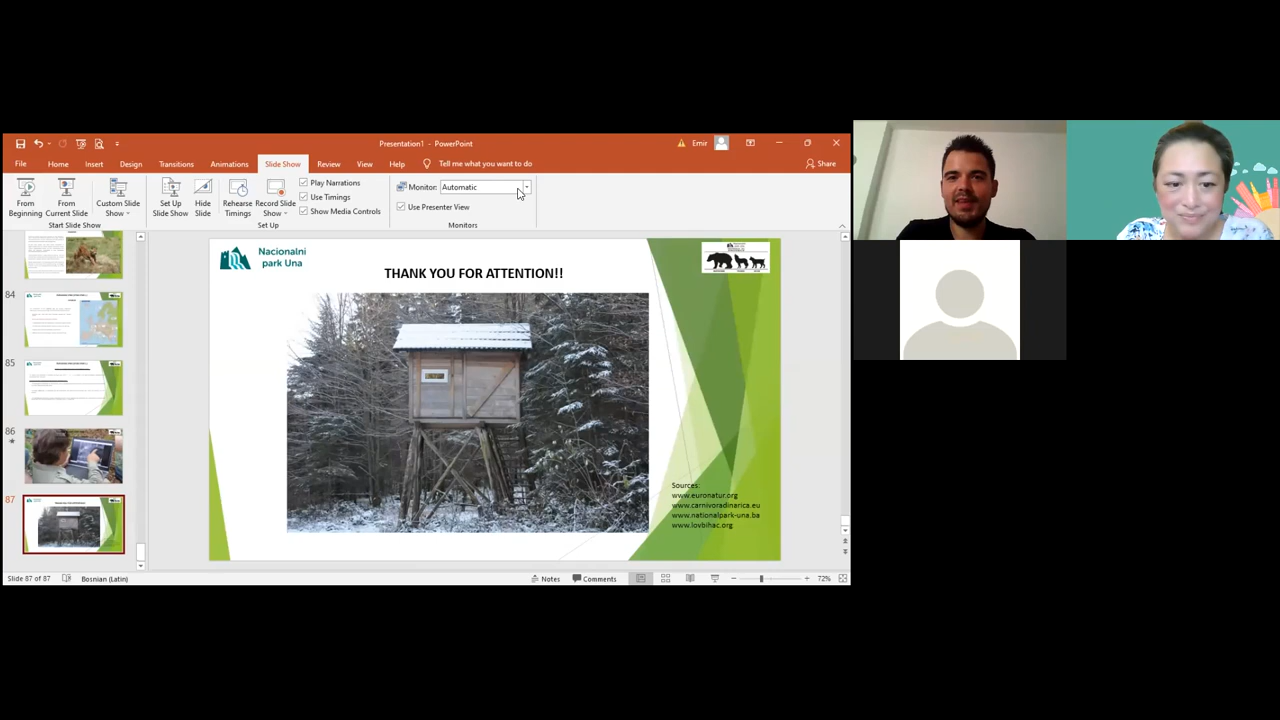 Presentation1 - PowerPoint
Emir
File Home Insert Design Transitions Animations Slide Show Review View Help Tell me what you want to do Share
From Beginning
From Current Slide
Custom Slide Show
Start Slide Show
Set Up Slide Show
Hide Slide
Rehearse Timings
Record Slide Show
Play Narrations
Use Timings
Show Media Controls
Set Up
Monitor: Automatic
Use Presenter View
Monitors
84
85
86
87
Nacionalni
park Una
THANK YOU FOR ATTENTION!!
Sources:
www.euronatur.org
www.carnivoradinarica.eu
www.nationalpark-una.ba
www.lovbihac.org
Slide 87 of 87 Bosnian (Latin) Notes Comments 72%